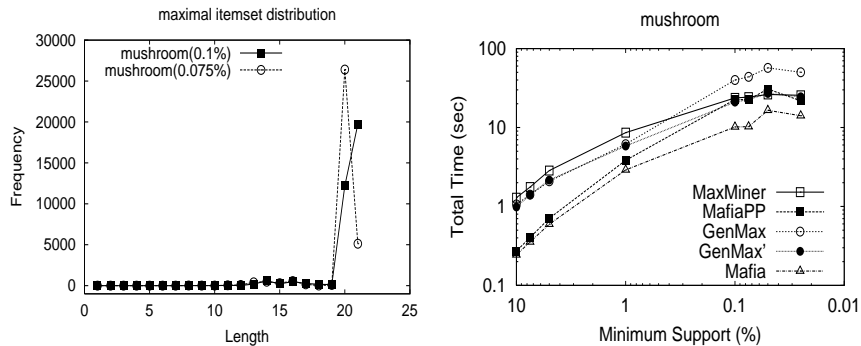 maximal itemset distribution
30000
25000
20000
15000
10000
5000
0
Frequency
mushroom(0.1%)
mushroom(0.075%)
0 5 10 15 20 25
Length
mushroom
100
10
1
0.1
Total Time (sec)
MaxMiner
MafiaPP
GenMax
GenMax'
Mafia
10 1 0.1 0.01
Minimum Support (%)